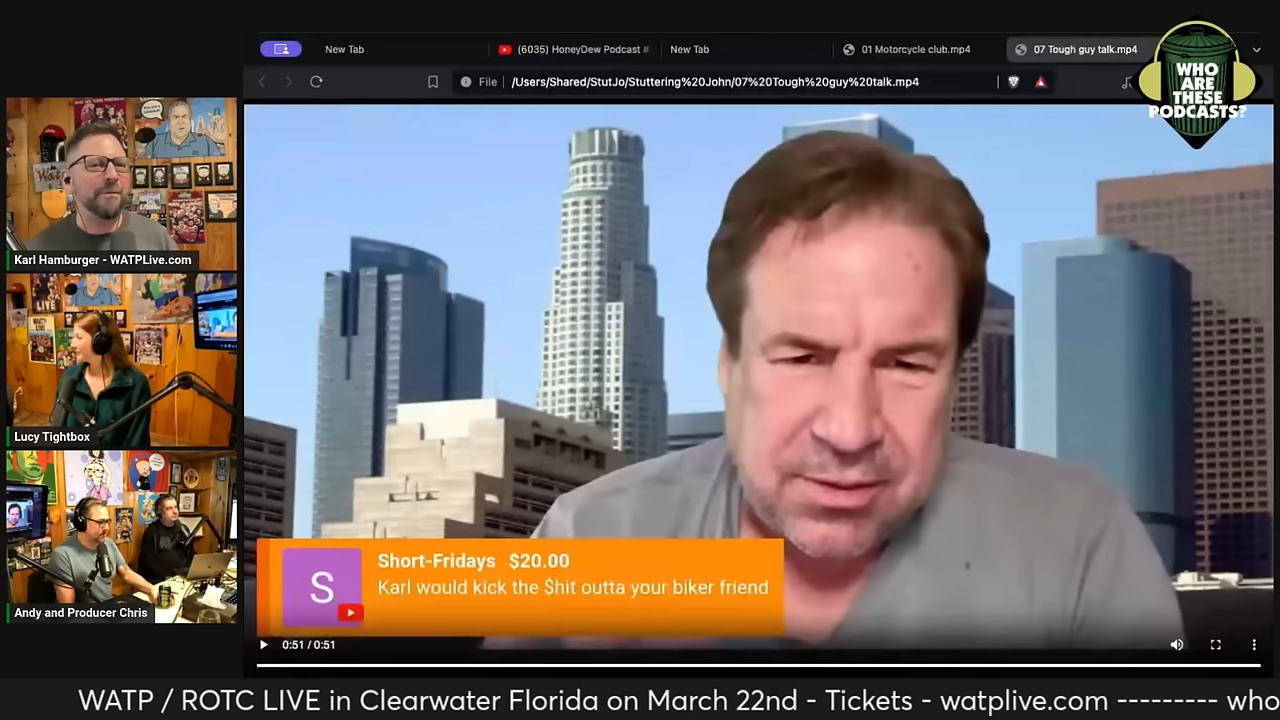 New Tab
(6035) HoneyDew Podcast #
New Tab
01 Motorcycle club.mp4
07 Tough guy talk.mp4
File
/Users/Shared/StutJo/Stuttering%20John/07%20Tough%20guy%20talk.mp4
WHO
ARE
THESE
PODCASTS?
Karl Hamburger - WATPLive.com
Lucy Tightbox
Andy and Producer Chris
S
Short-Fridays $20.00
Karl would kick the $hit outta your biker friend
0:51 / 0:51
WATP / ROTC LIVE in Clearwater Florida on March 22nd - Tickets - watplive.com --------- who